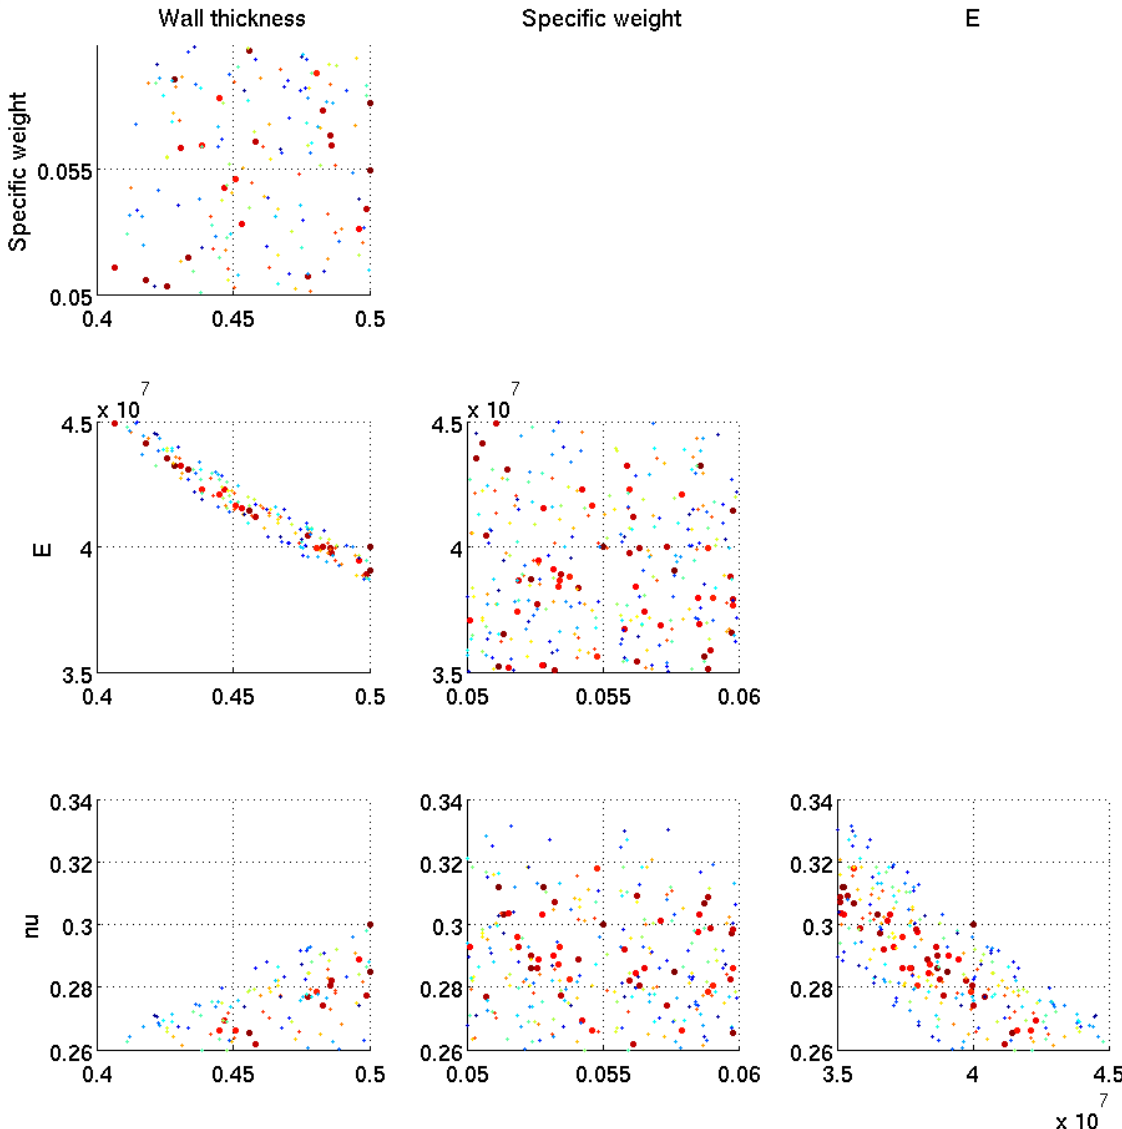 Wall thickness Specific weight E
Specific weight
0.055
0.05
0.4 0.45 0.5
x 10 7 x 10 7
E
4.5 4.5
4 4
3.5 3.5
0.4 0.45 0.5 0.05 0.055 0.06
nu
0.34 0.34 0.34
0.32 0.32 0.32
0.3 0.3 0.3
0.28 0.28 0.28
0.26 0.26 0.26
0.4 0.45 0.5 0.05 0.055 0.06 3.5 4 4.5
x 10 7